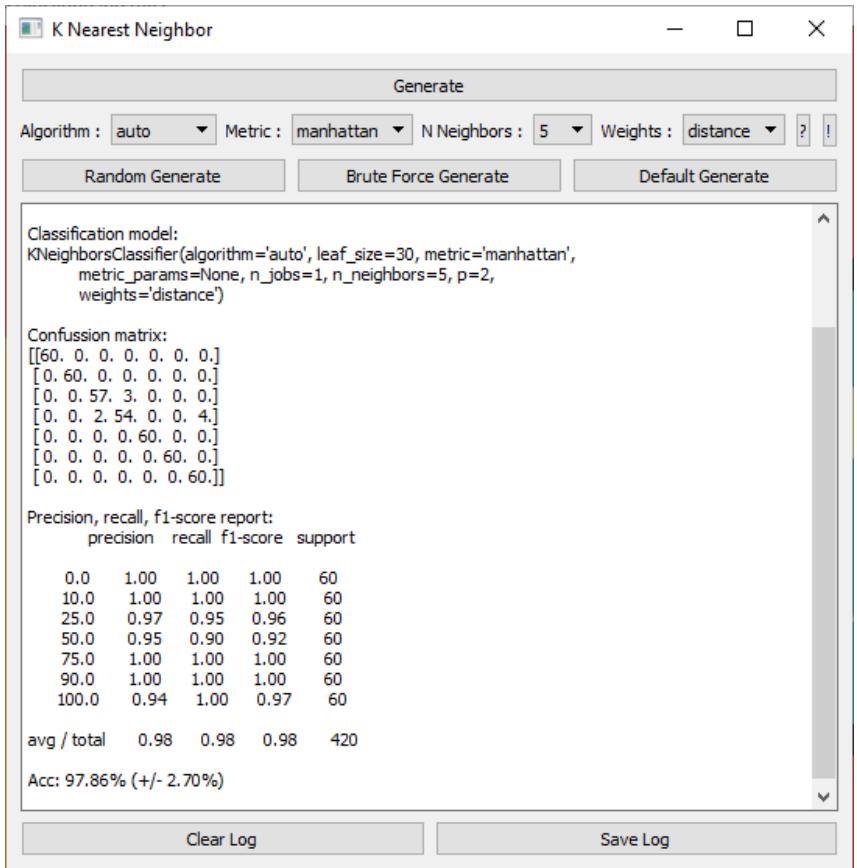 K Nearest Neighbor
Generate
Algorithm : auto Metric : manhattan N Neighbors : 5 Weights : distance ? !
Random Generate Brute Force Generate Default Generate
Classification model:
KNeighborsClassifier(algorithm='auto', leaf_size=30, metric='manhattan',
metric_params=None, n_jobs=1, n_neighbors=5, p=2,
weights='distance')
Confussion matrix:
[[60. 0. 0. 0. 0. 0. 0.]
[ 0. 60. 0. 0. 0. 0. 0.]
[ 0. 0. 57. 3. 0. 0. 0.]
[ 0. 0. 2. 54. 0. 0. 4.]
[ 0. 0. 0. 0. 60. 0. 0.]
[ 0. 0. 0. 0. 0. 60. 0.]
[ 0. 0. 0. 0. 0. 0. 60.]]
Precision, recall, f1-score report:
precision recall f1-score support
0.0 1.00 1.00 1.00 60
10.0 1.00 1.00 1.00 60
25.0 0.97 0.95 0.96 60
50.0 0.95 0.90 0.92 60
75.0 1.00 1.00 1.00 60
90.0 1.00 1.00 1.00 60
100.0 0.94 1.00 0.97 60
avg / total 0.98 0.98 0.98 420
Acc: 97.86% (+/- 2.70%)
Clear Log Save Log